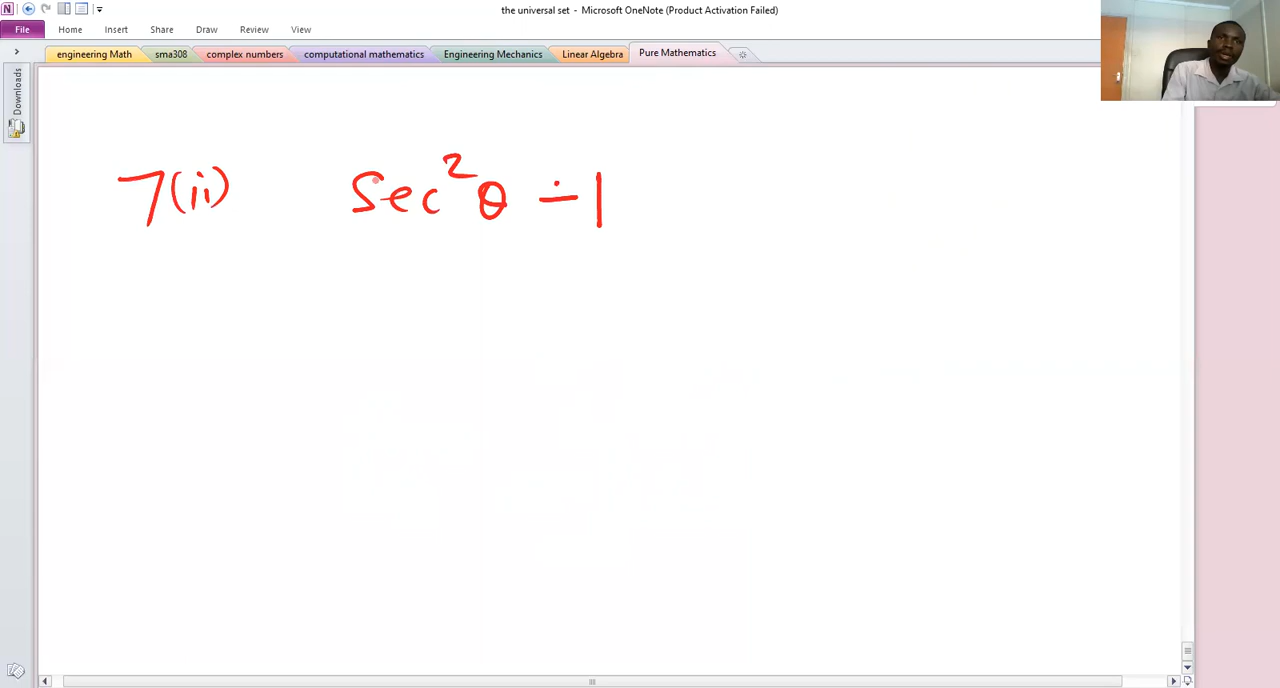 the universal set - Microsoft OneNote (Product Activation Failed)
File Home Insert Share Draw Review View
engineering Math sma308 complex numbers computational mathematics Engineering Mechanics Linear Algebra Pure Mathematics
Downloads
7(ii) Sec²θ ÷ 1